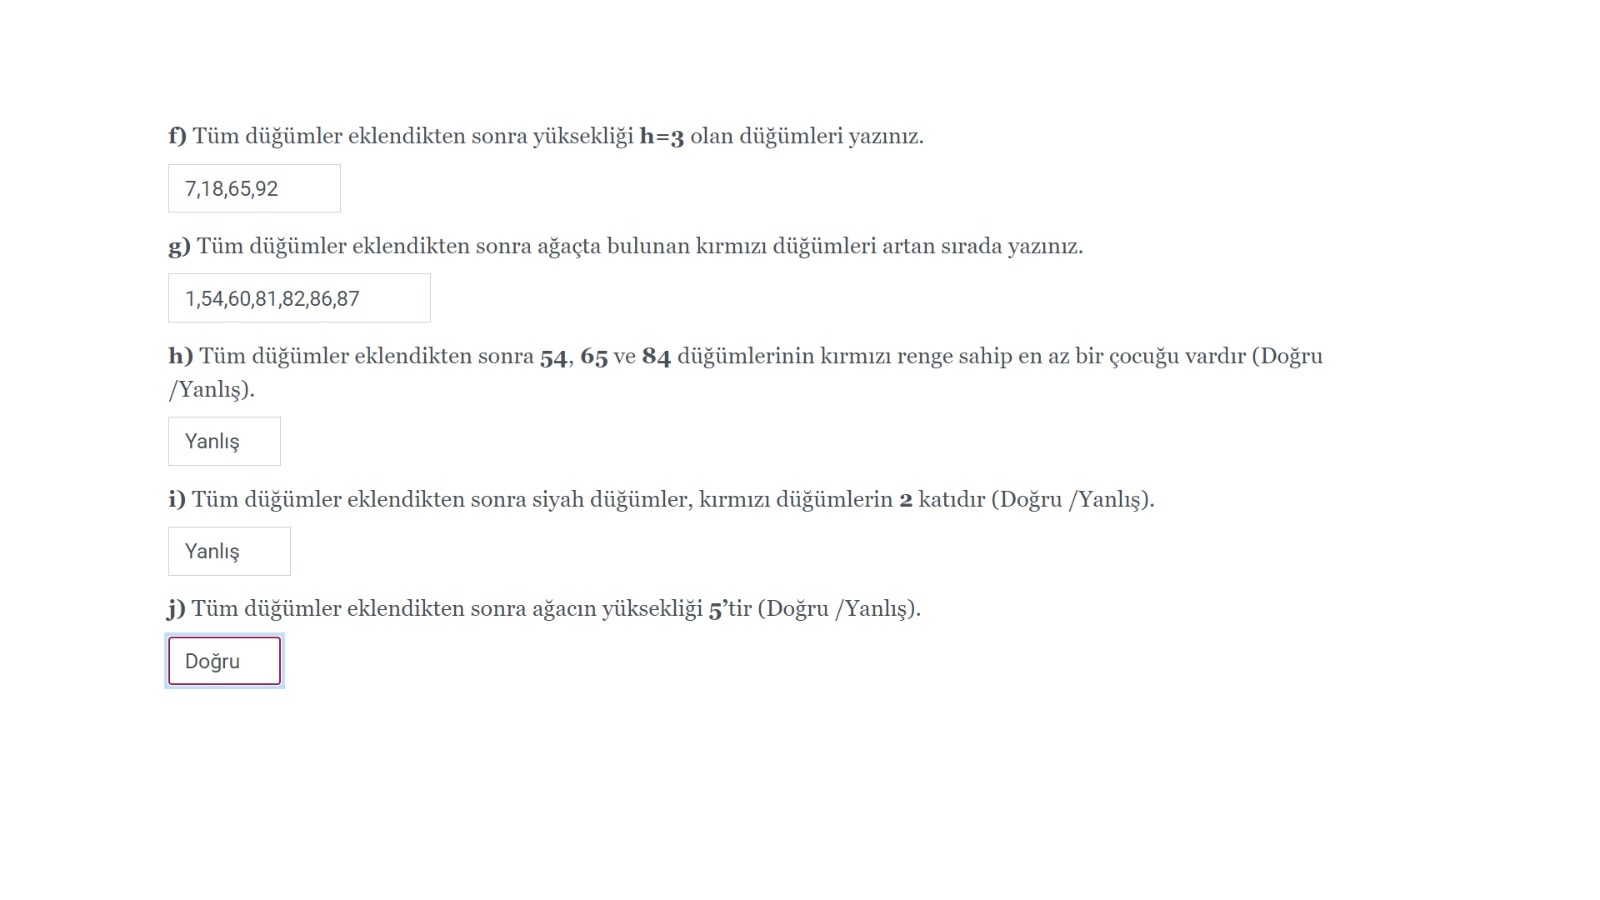 f) Tüm düğümler eklendikten sonra yüksekliği h=3 olan düğümleri yazınız.
7,18,65,92
g) Tüm düğümler eklendikten sonra ağaçta bulunan kırmızı düğümleri artan sırada yazınız.
1,54,60,81,82,86,87
h) Tüm düğümler eklendikten sonra 54, 65 ve 84 düğümlerinin kırmızı renge sahip en az bir çocuğu vardır (Doğru
/Yanlış).
Yanlış
i) Tüm düğümler eklendikten sonra siyah düğümler, kırmızı düğümlerin 2 katıdır (Doğru /Yanlış).
Yanlış
j) Tüm düğümler eklendikten sonra ağacın yüksekliği 5’tir (Doğru /Yanlış).
Doğru